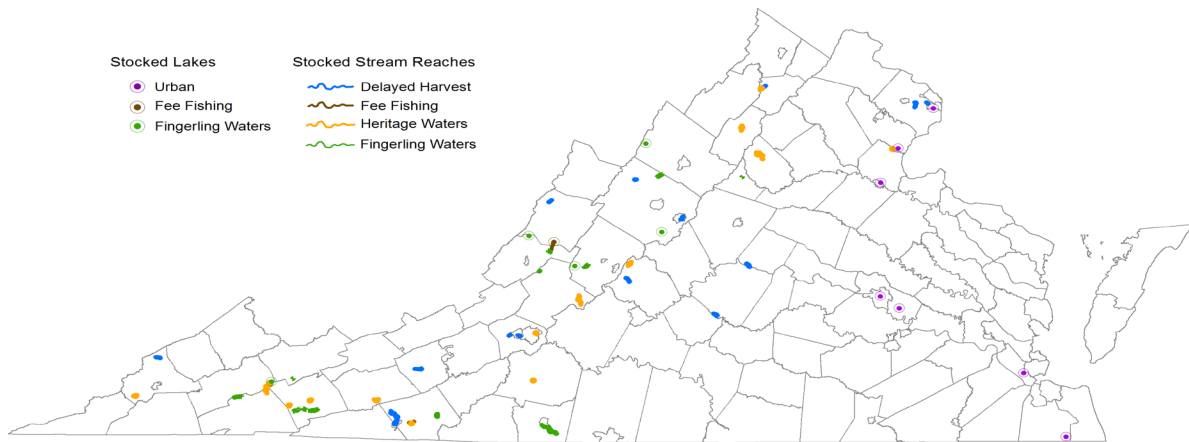 Stocked Lakes
Urban
Fee Fishing
Fingerling Waters
Stocked Stream Reaches
Delayed Harvest
Fee Fishing
Heritage Waters
Fingerling Waters